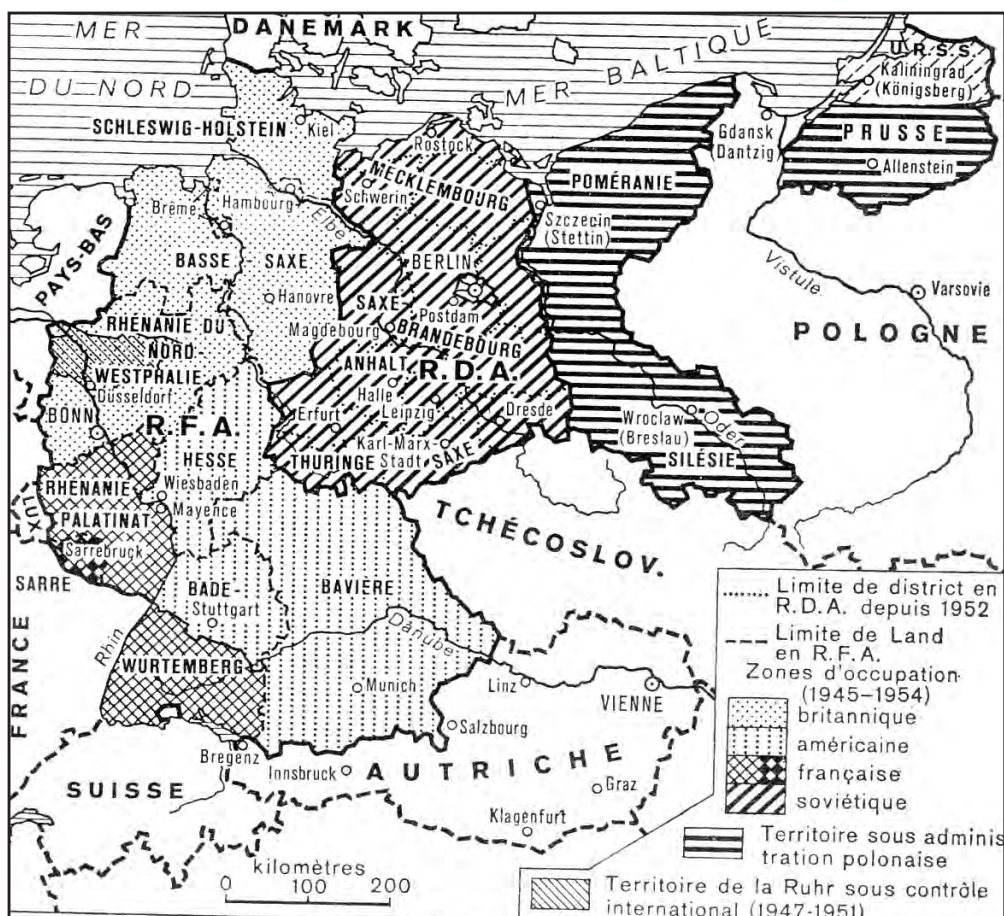 MER
DU NORD
DANEMARK
MER BALTIQUE
U.R.S.S.
Kaliningrad
(Königsberg)
PRUSSE
Allenstein
SCHLESWIG-HOLSTEIN
Kiel
Rostock
MECKLEMBOURG
Schwerin
Gdansk
Dantzig
POMÉRANIE
Szczecin
(Stettin)
PAYS-BAS
Brême
Hambourg
Elbe
BASSE
SAXE
Hanovre
BERLIN
Postdam
SAXE
Magdebourg
BRANDEBOURG
ANHALT
R.D.A.
Halle
Leipzig
Erfurt
Dresde
Karl-Marx-
Stadt
SAXE
THURINGE
Vistule
Varsovie
POLOGNE
RHENANIE DU
NORD-
WESTPHALIE
Düsseldorf
BONN
R.F.A.
HESSE
Wiesbaden
Mayence
RHENANIE
PALATINAT
LUX.
Sarrebruck
SARRE
Wroclaw
(Breslau)
Oder
SILÉSIE
TCHÉCOSLOV.
FRANCE
Rhin
BADE-
Stuttgart
WURTEMBERG
BAVIÈRE
Danube
Munich
Linz
VIENNE
Salzbourg
Bregenz
Innsbruck
AUTRICHE
Graz
Klagenfurt
SUISSE
kilomètres
0 100 200
Limite de district en
R.D.A. depuis 1952
Limite de Land
en R.F.A.
Zones d'occupation
(1945-1954)
britannique
américaine
française
soviétique
Territoire sous adminis
tration polonaise
Territoire de la Ruhr sous contrôle
international (1947-1951)